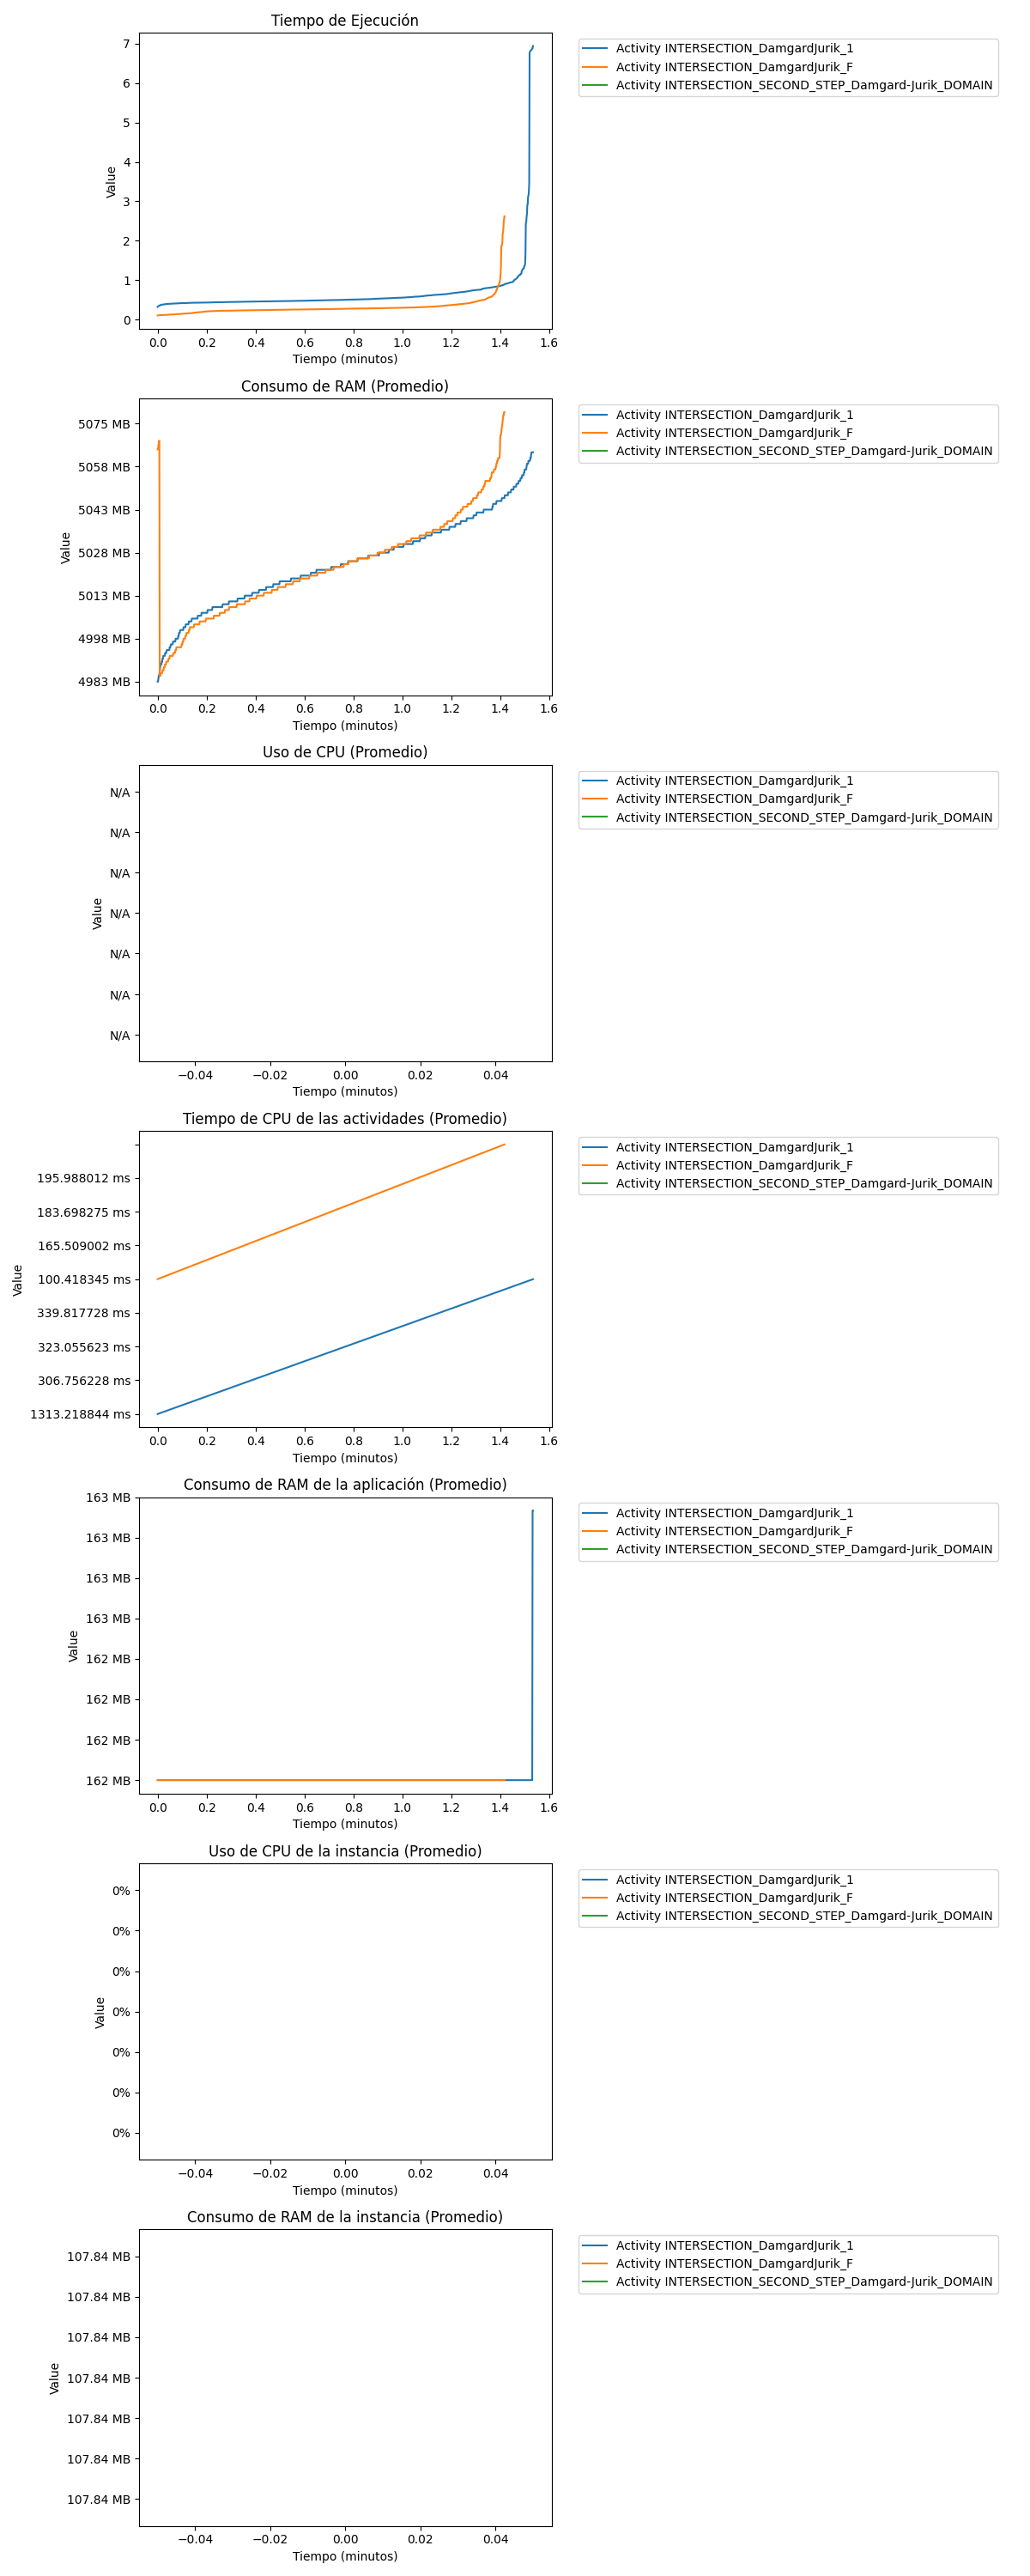 Tiempo de Ejecución
7
6
5
4
3
2
1
0
Value
0.0 0.2 0.4 0.6 0.8 1.0 1.2 1.4 1.6
Tiempo (minutos)
Activity INTERSECTION_DamgardJurik_1
Activity INTERSECTION_DamgardJurik_F
Activity INTERSECTION_SECOND_STEP_Damgard-Jurik_DOMAIN
Consumo de RAM (Promedio)
5075 MB
5058 MB
5043 MB
5028 MB
5013 MB
4998 MB
4983 MB
Value
0.0 0.2 0.4 0.6 0.8 1.0 1.2 1.4 1.6
Tiempo (minutos)
Activity INTERSECTION_DamgardJurik_1
Activity INTERSECTION_DamgardJurik_F
Activity INTERSECTION_SECOND_STEP_Damgard-Jurik_DOMAIN
Uso de CPU (Promedio)
N/A
N/A
N/A
N/A
N/A
N/A
N/A
Value
−0.04 −0.02 0.00 0.02 0.04
Tiempo (minutos)
Activity INTERSECTION_DamgardJurik_1
Activity INTERSECTION_DamgardJurik_F
Activity INTERSECTION_SECOND_STEP_Damgard-Jurik_DOMAIN
Tiempo de CPU de las actividades (Promedio)
195.988012 ms
183.698275 ms
165.509002 ms
100.418345 ms
339.817728 ms
323.055623 ms
306.756228 ms
1313.218844 ms
Value
0.0 0.2 0.4 0.6 0.8 1.0 1.2 1.4 1.6
Tiempo (minutos)
Activity INTERSECTION_DamgardJurik_1
Activity INTERSECTION_DamgardJurik_F
Activity INTERSECTION_SECOND_STEP_Damgard-Jurik_DOMAIN
Consumo de RAM de la aplicación (Promedio)
163 MB
163 MB
163 MB
163 MB
162 MB
162 MB
162 MB
162 MB
Value
0.0 0.2 0.4 0.6 0.8 1.0 1.2 1.4 1.6
Tiempo (minutos)
Activity INTERSECTION_DamgardJurik_1
Activity INTERSECTION_DamgardJurik_F
Activity INTERSECTION_SECOND_STEP_Damgard-Jurik_DOMAIN
Uso de CPU de la instancia (Promedio)
0%
0%
0%
0%
0%
0%
0%
Value
−0.04 −0.02 0.00 0.02 0.04
Tiempo (minutos)
Activity INTERSECTION_DamgardJurik_1
Activity INTERSECTION_DamgardJurik_F
Activity INTERSECTION_SECOND_STEP_Damgard-Jurik_DOMAIN
Consumo de RAM de la instancia (Promedio)
107.84 MB
107.84 MB
107.84 MB
107.84 MB
107.84 MB
107.84 MB
107.84 MB
Value
−0.04 −0.02 0.00 0.02 0.04
Tiempo (minutos)
Activity INTERSECTION_DamgardJurik_1
Activity INTERSECTION_DamgardJurik_F
Activity INTERSECTION_SECOND_STEP_Damgard-Jurik_DOMAIN